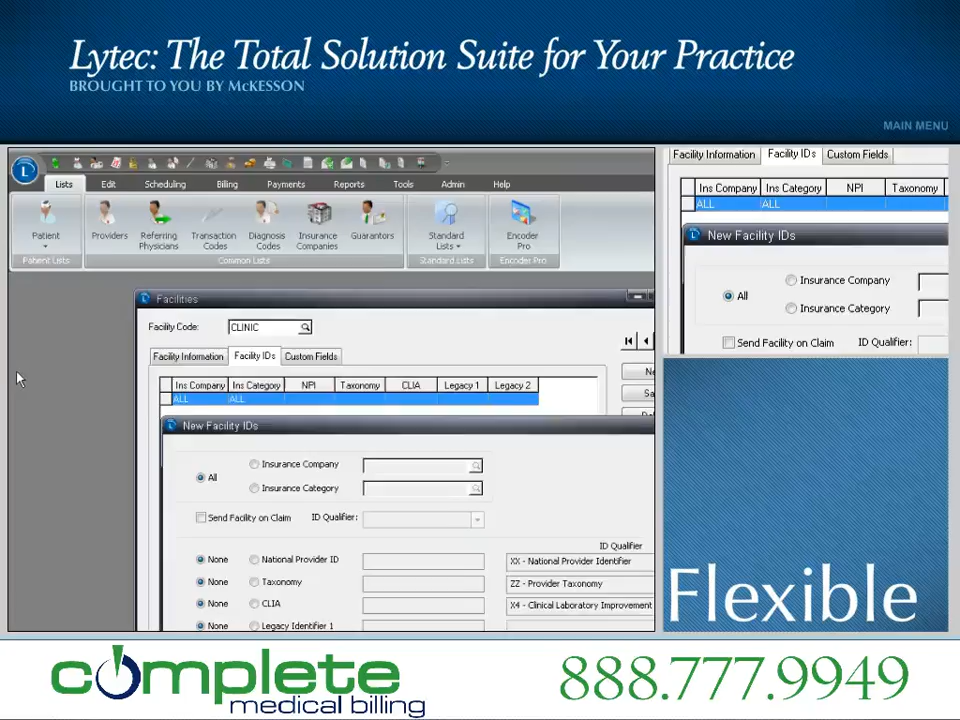 Lytec: The Total Solution Suite for Your Practice
BROUGHT TO YOU BY McKESSON
MAIN MENU
L
Lists Edit Scheduling Billing Payments Reports Tools Admin Help
Patient Providers Referring Physicians Transaction Codes Diagnosis Codes Insurance Companies Guarantors Standard Lists Encoder Pro
Patient Lists Common Lists Standard Lists Encoder Pro
Facilities
Facility Code: CLINIC
Facility Information Facility IDs Custom Fields
Ins Company Ins Category NPI Taxonomy CLIA Legacy 1 Legacy 2
ALL ALL
New Facility IDs
All
Insurance Company
Insurance Category
Send Facility on Claim ID Qualifier:
ID Qualifier
None National Provider ID XX - National Provider Identifier
None Taxonomy ZZ - Provider Taxonomy
None CLIA X4 - Clinical Laboratory Improvement
None Legacy Identifier 1
Facility Information Facility IDs Custom Fields
Ins Company Ins Category NPI Taxonomy
ALL ALL
New Facility IDs
All
Insurance Company
Insurance Category
Send Facility on Claim ID Qualifier:
Flexible
complete
medical billing
888.777.9949